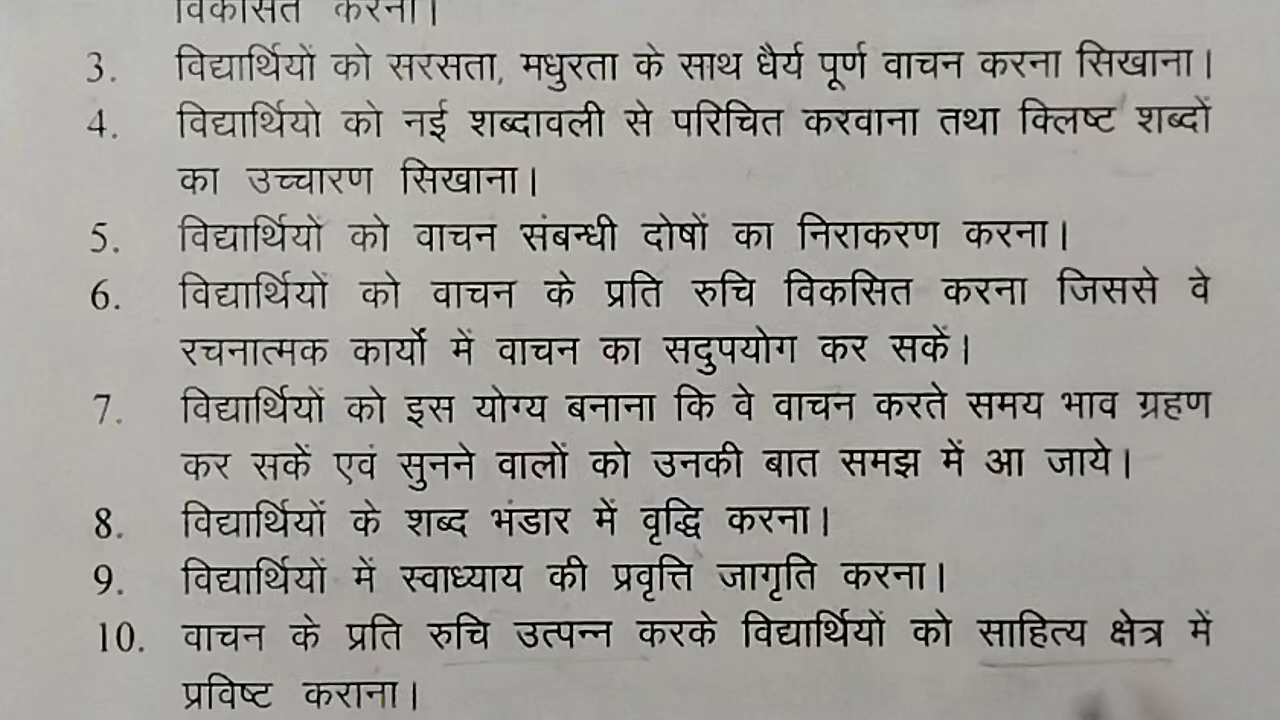 विकसित करना।
3. विद्यार्थियों को सरसता, मधुरता के साथ धैर्य पूर्ण वाचन करना सिखाना।
4. विद्यार्थियो को नई शब्दावली से परिचित करवाना तथा क्लिष्ट शब्दों
का उच्चारण सिखाना।
5. विद्यार्थियों को वाचन संबन्धी दोषों का निराकरण करना।
6. विद्यार्थियों को वाचन के प्रति रुचि विकसित करना जिससे वे
रचनात्मक कार्यों में वाचन का सदुपयोग कर सकें।
7. विद्यार्थियों को इस योग्य बनाना कि वे वाचन करते समय भाव ग्रहण
कर सकें एवं सुनने वालों को उनकी बात समझ में आ जाये।
8. विद्यार्थियों के शब्द भंडार में वृद्धि करना।
9. विद्यार्थियों में स्वाध्याय की प्रवृत्ति जागृति करना।
10. वाचन के प्रति रुचि उत्पन्न करके विद्यार्थियों को साहित्य क्षेत्र में
प्रविष्ट कराना।